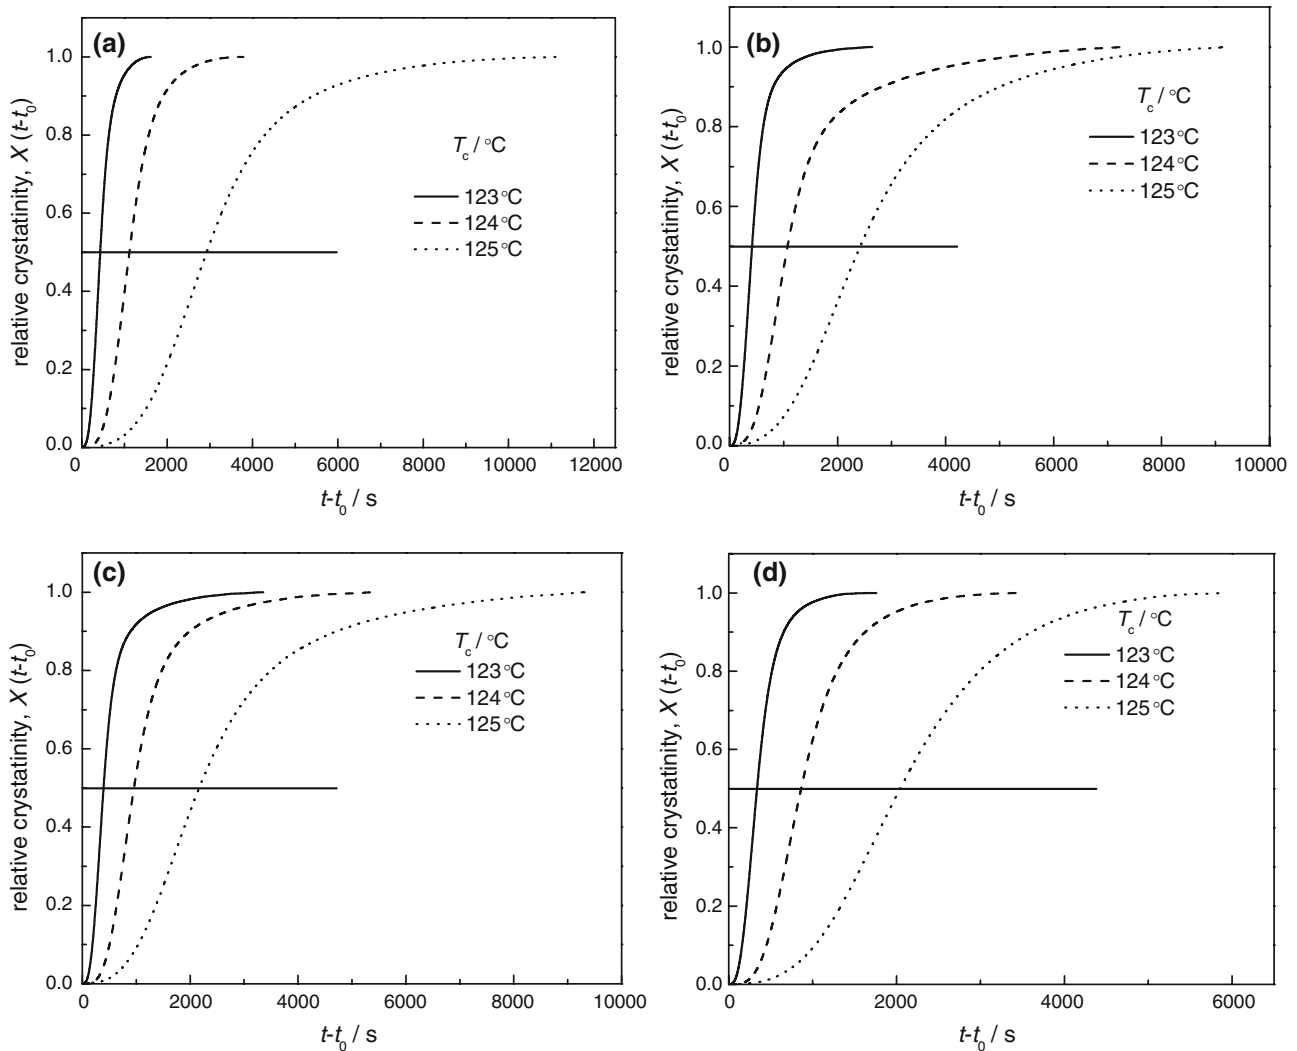 (a)
relative crystatinity, X (t-t0)
1.0
0.8
0.6
0.4
0.2
0.0
Tc / °C
123°C
124°C
125°C
0 2000 4000 6000 8000 10000 12000
t-t0 / s
(b)
relative crystatinity, X (t-t0)
1.0
0.8
0.6
0.4
0.2
0.0
Tc / °C
123°C
124°C
125°C
0 2000 4000 6000 8000 10000
t-t0 / s
(c)
relative crystatinity, X (t-t0)
1.0
0.8
0.6
0.4
0.2
0.0
Tc / °C
123°C
124°C
125°C
0 2000 4000 6000 8000 10000
t-t0 / s
(d)
relative crystatinity, X (t-t0)
1.0
0.8
0.6
0.4
0.2
0.0
Tc / °C
123°C
124°C
125°C
0 2000 4000 6000
t-t0 / s